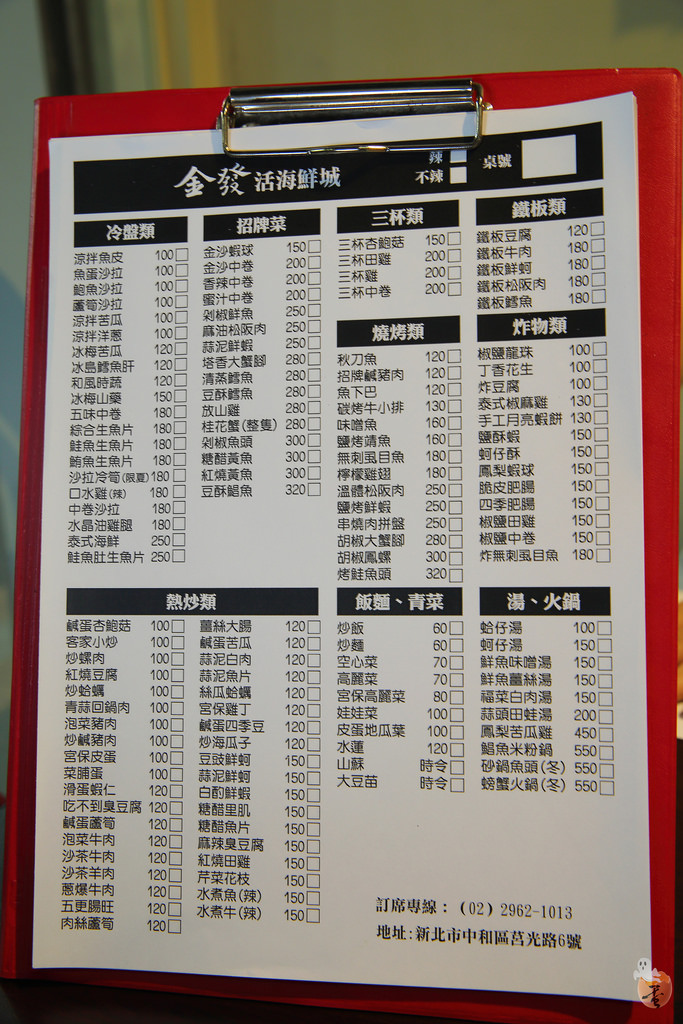 金發活海鮮城
辣
不辣
桌號
冷盤類
涼拌魚皮 100
魚蛋沙拉 100
鮑魚沙拉 100
蘆筍沙拉 100
涼拌苦瓜 100
涼拌洋蔥 100
冰梅苦瓜 120
冰島鱈魚肝 120
和風時蔬 120
冰梅山藥 150
五味中卷 180
綜合生魚片 180
鮭魚生魚片 180
鮪魚生魚片 180
沙拉冷筍(限夏) 180
口水雞(辣) 180
中卷沙拉 180
水晶油雞腿 180
泰式海鮮 250
鮭魚肚生魚片 250
招牌菜
金沙蝦球 150
金沙中卷 200
香辣中卷 200
蜜汁中卷 200
剁椒鮮魚 250
麻油松阪肉 250
蒜泥鮮蝦 250
塔香大蟹腳 280
清蒸鱈魚 280
豆酥鱈魚 280
放山雞 280
桂花蟹(整隻) 280
剁椒魚頭 300
糖醋黃魚 300
紅燒黃魚 300
豆酥鯧魚 320
三杯類
三杯杏鮑菇 150
三杯田雞 200
三杯雞 200
三杯中卷 200
燒烤類
秋刀魚 120
招牌鹹豬肉 120
魚下巴 120
碳烤牛小排 130
味噌魚 160
鹽烤靖魚 160
無刺虱目魚 180
檸檬雞翅 180
溫體松阪肉 250
鹽烤鮮蝦 250
串燒肉拼盤 250
胡椒大蟹腳 280
胡椒鳳螺 300
烤鮭魚頭 320
鐵板類
鐵板豆腐 120
鐵板牛肉 180
鐵板鮮蚵 180
鐵板松阪肉 180
鐵板鱈魚 180
炸物類
椒鹽龍珠 100
丁香花生 100
炸豆腐 100
泰式椒麻雞 130
手工月亮蝦餅 130
鹽酥蝦 150
蚵仔酥 150
鳳梨蝦球 150
脆皮肥腸 150
四季肥腸 150
椒鹽田雞 150
椒鹽中卷 150
炸無刺虱目魚 180
熱炒類
鹹蛋杏鮑菇 100
客家小炒 100
炒螺肉 100
紅燒豆腐 100
炒蛤蠣 100
青蒜回鍋肉 100
泡菜豬肉 100
炒鹹豬肉 100
宮保皮蛋 100
菜脯蛋 100
滑蛋蝦仁 120
吃不到臭豆腐 120
鹹蛋蘆筍 120
泡菜牛肉 120
沙茶牛肉 120
沙茶羊肉 120
蔥爆牛肉 120
五更腸旺 120
肉絲蘆筍 120
薑絲大腸 120
鹹蛋苦瓜 120
蒜泥白肉 120
蒜泥魚片 120
絲瓜蛤蠣 120
宮保雞丁 120
鹹蛋四季豆 120
炒海瓜子 120
豆豉鮮蚵 150
蒜泥鮮蚵 150
白酌鮮蝦 150
糖醋里肌 150
糖醋魚片 150
麻辣臭豆腐 150
紅燒田雞 150
芹菜花枝 150
水煮魚(辣) 150
水煮牛(辣) 150
飯麵、青菜
炒飯 60
炒麵 60
空心菜 70
高麗菜 70
宮保高麗菜 80
娃娃菜 100
皮蛋地瓜葉 100
水蓮 120
山蘇 時令
大豆苗 時令
湯、火鍋
蛤仔湯 100
蚵仔湯 150
鮮魚味噌湯 150
鮮魚薑絲湯 150
福菜白肉湯 150
蒜頭田蛙湯 200
鳳梨苦瓜雞 450
鯧魚米粉鍋 550
砂鍋魚頭(冬) 550
螃蟹火鍋(冬) 550
訂席專線：(02) 2962-1013
地址:新北市中和區莒光路6號